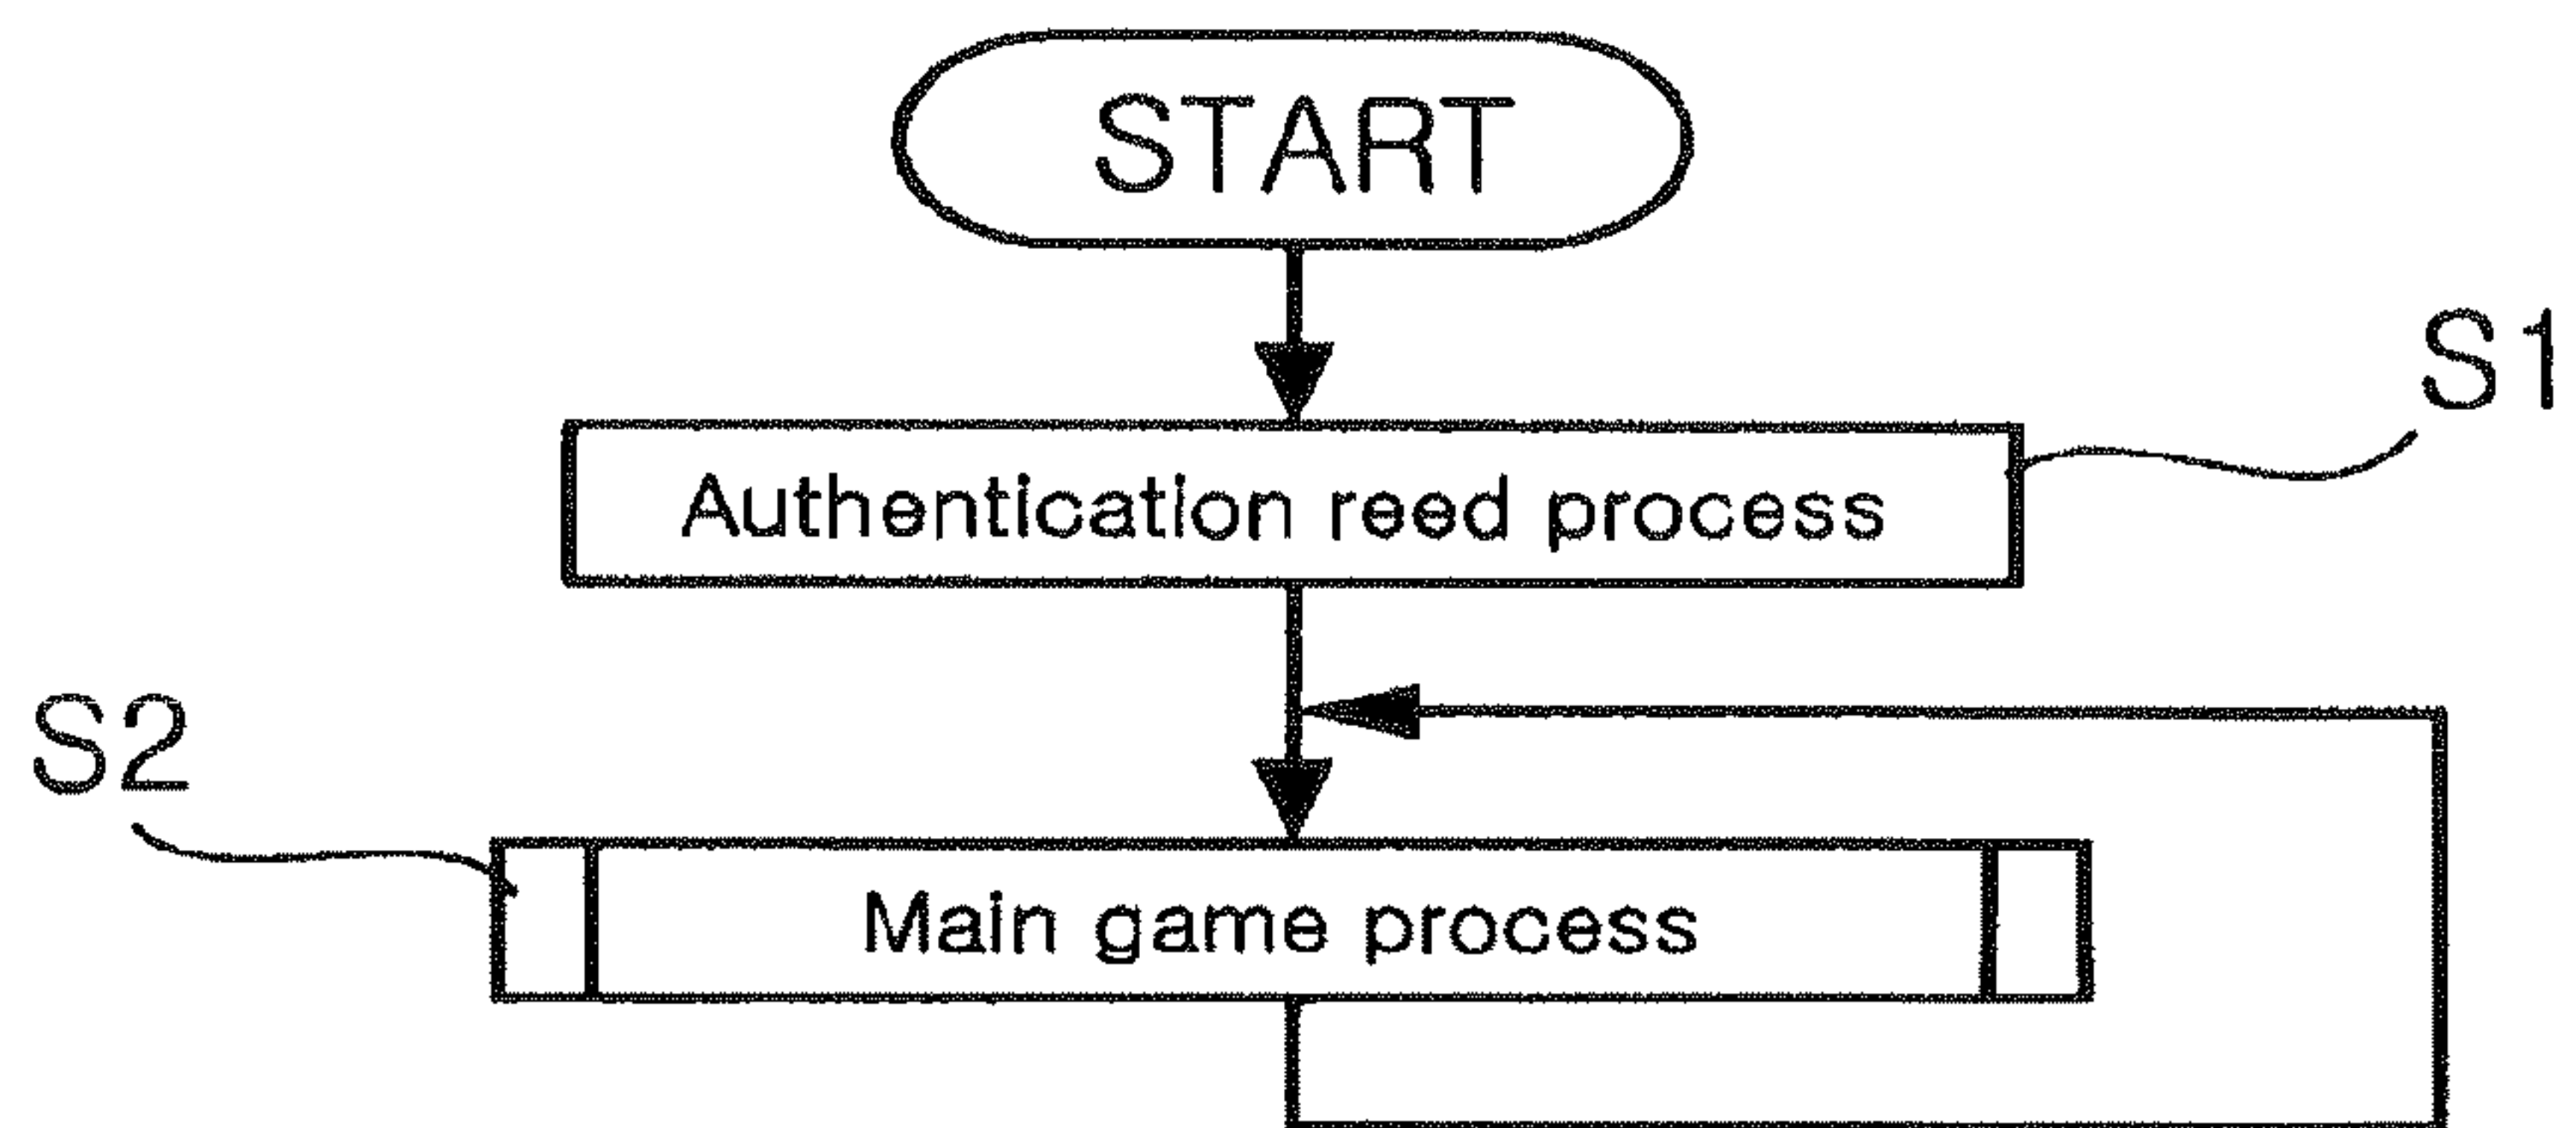 START
S1
Authentication reed process
S2
Main game process